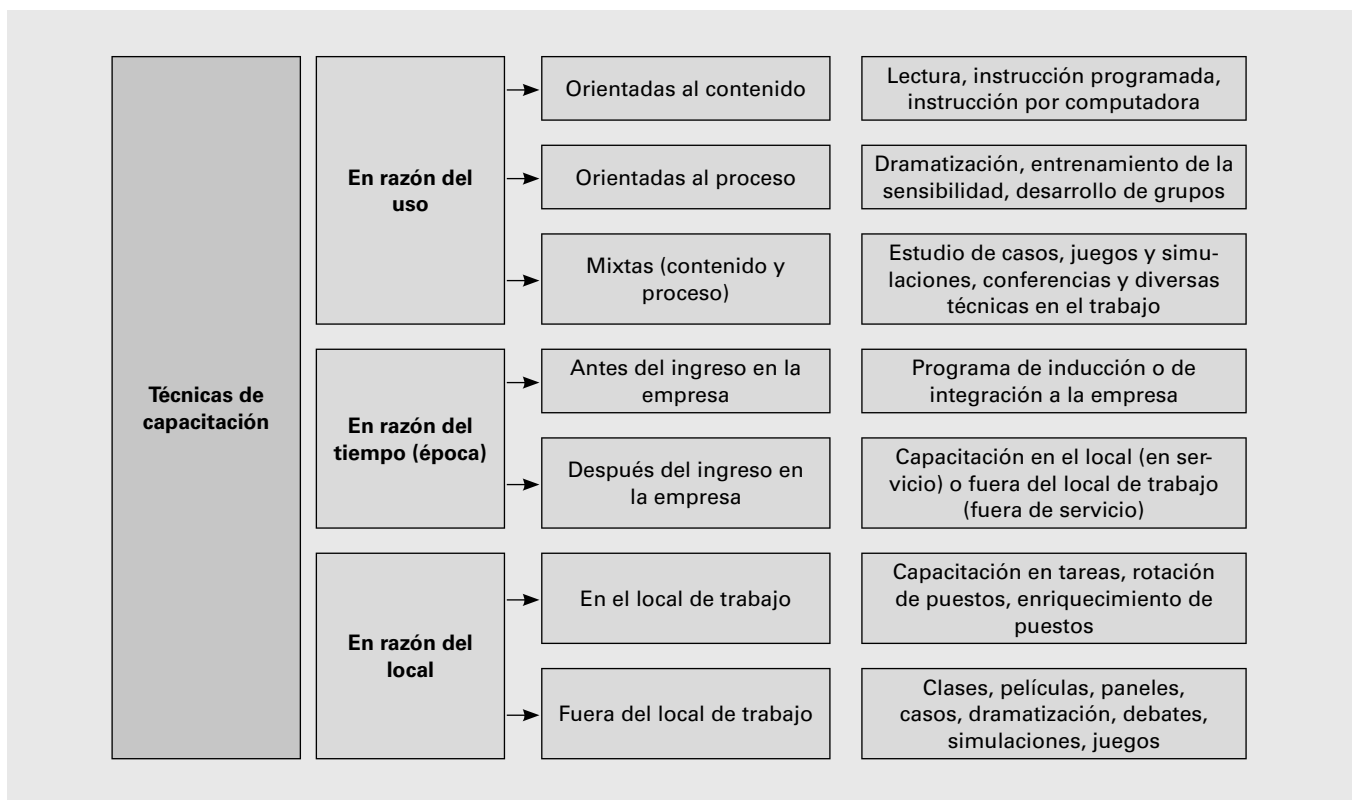 Técnicas de
capacitación
En razón del
uso
Orientadas al contenido
Lectura, instrucción programada,
instrucción por computadora
Orientadas al proceso
Dramatización, entrenamiento de la
sensibilidad, desarrollo de grupos
Mixtas (contenido y
proceso)
Estudio de casos, juegos y simu-
laciones, conferencias y diversas
técnicas en el trabajo
En razón del
tiempo (época)
Antes del ingreso en la
empresa
Programa de inducción o de
integración a la empresa
Después del ingreso en
la empresa
Capacitación en el local (en ser-
vicio) o fuera del local de trabajo
(fuera de servicio)
En razón del
local
En el local de trabajo
Capacitación en tareas, rotación
de puestos, enriquecimiento de
puestos
Fuera del local de trabajo
Clases, películas, paneles,
casos, dramatización, debates,
simulaciones, juegos